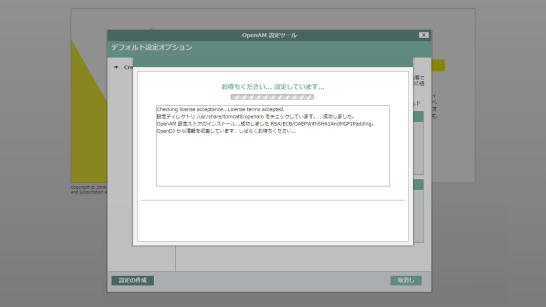 OpenAM 設定ツール
デフォルト設定オプション
お待ちください... 設定しています...
Checking license acceptance...License terms accepted.
設定ディレクトリ /usr/share/tomcat8/openam をチェックしています。...成功しました。
OpenAM 設定ストアのインストール...成功しました RSA/ECB/OAEPWithSHA1AndMGF1Padding.
OpenDJ から情報を収集しています、しばらくお待ちください...
設定の作成
取消し